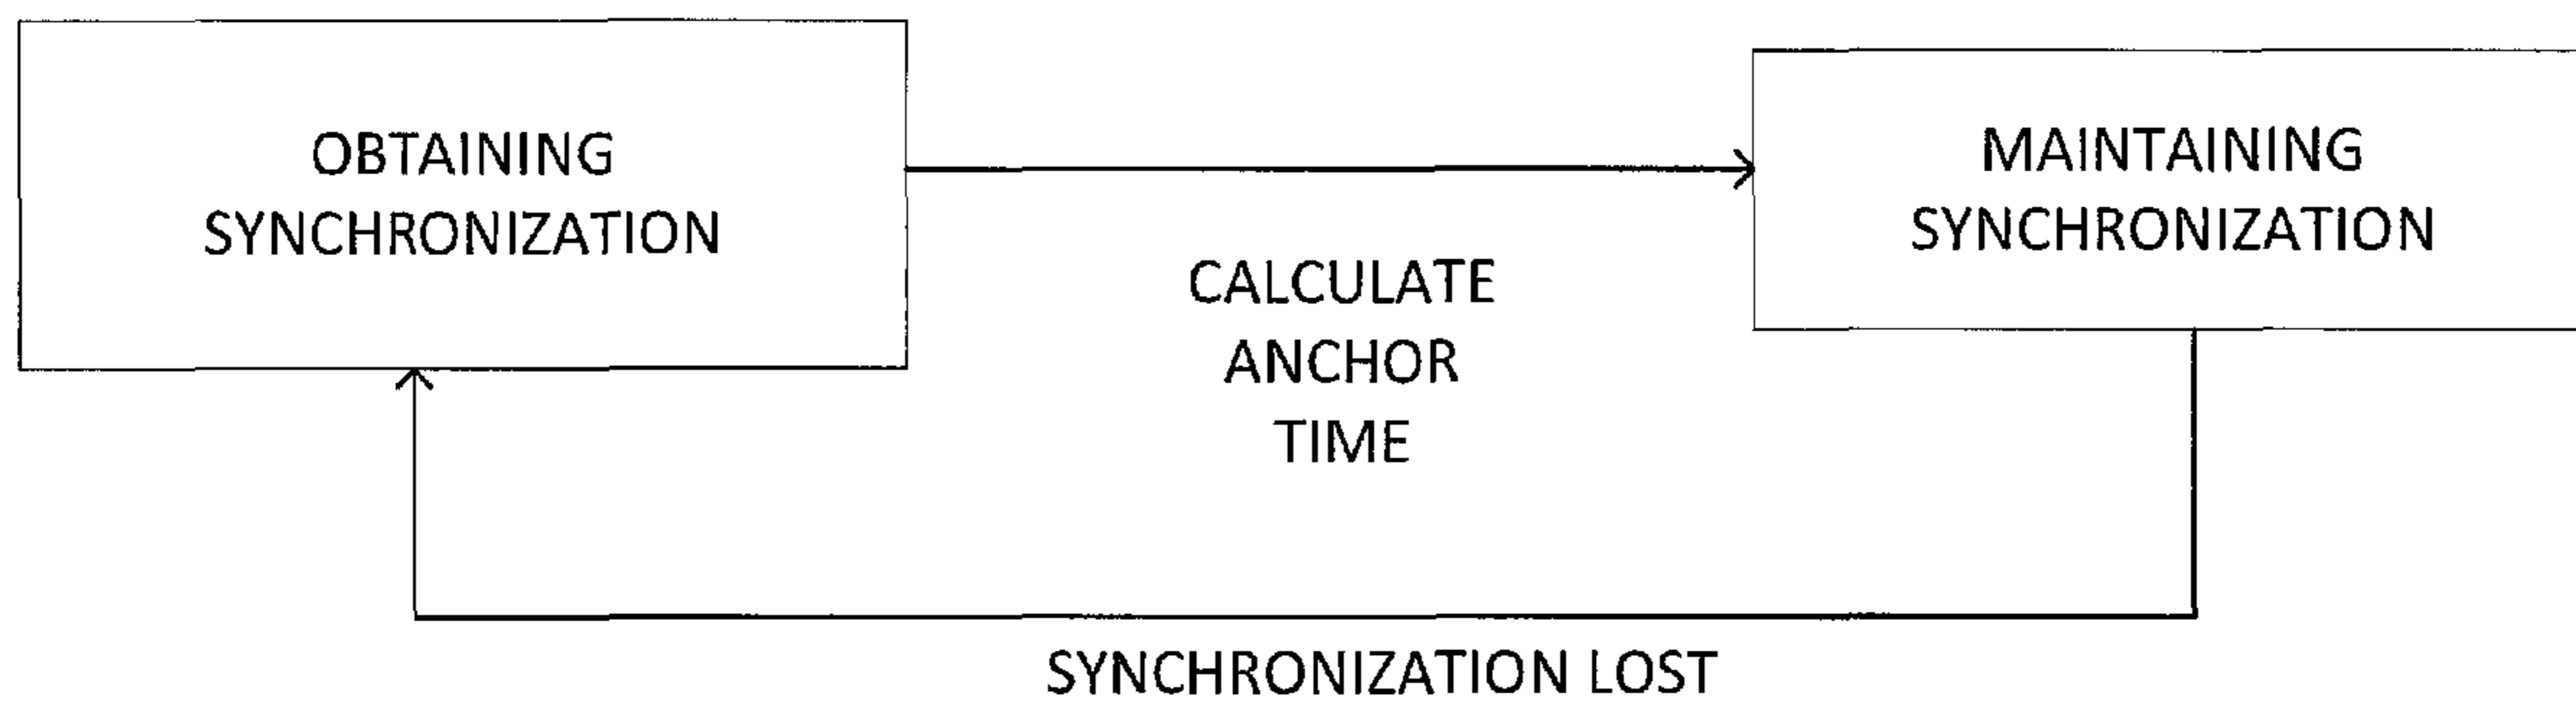 OBTAINING
SYNCHRONIZATION
MAINTAINING
SYNCHRONIZATION
CALCULATE
ANCHOR
TIME
SYNCHRONIZATION LOST